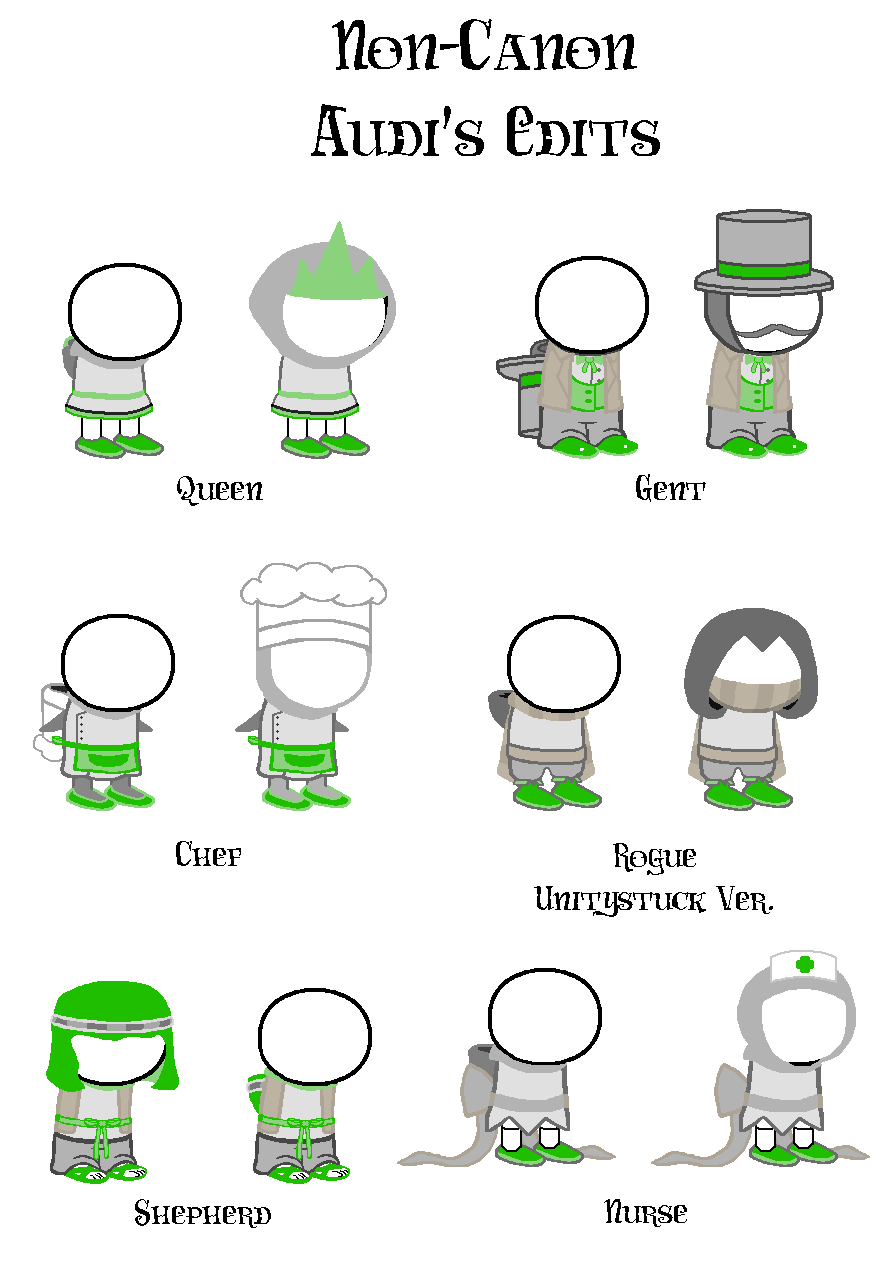 Non-Canon
Audi's Edits
Queen
Gent
Chef
Rogue
Unitystuck Ver.
Shepherd
Nurse